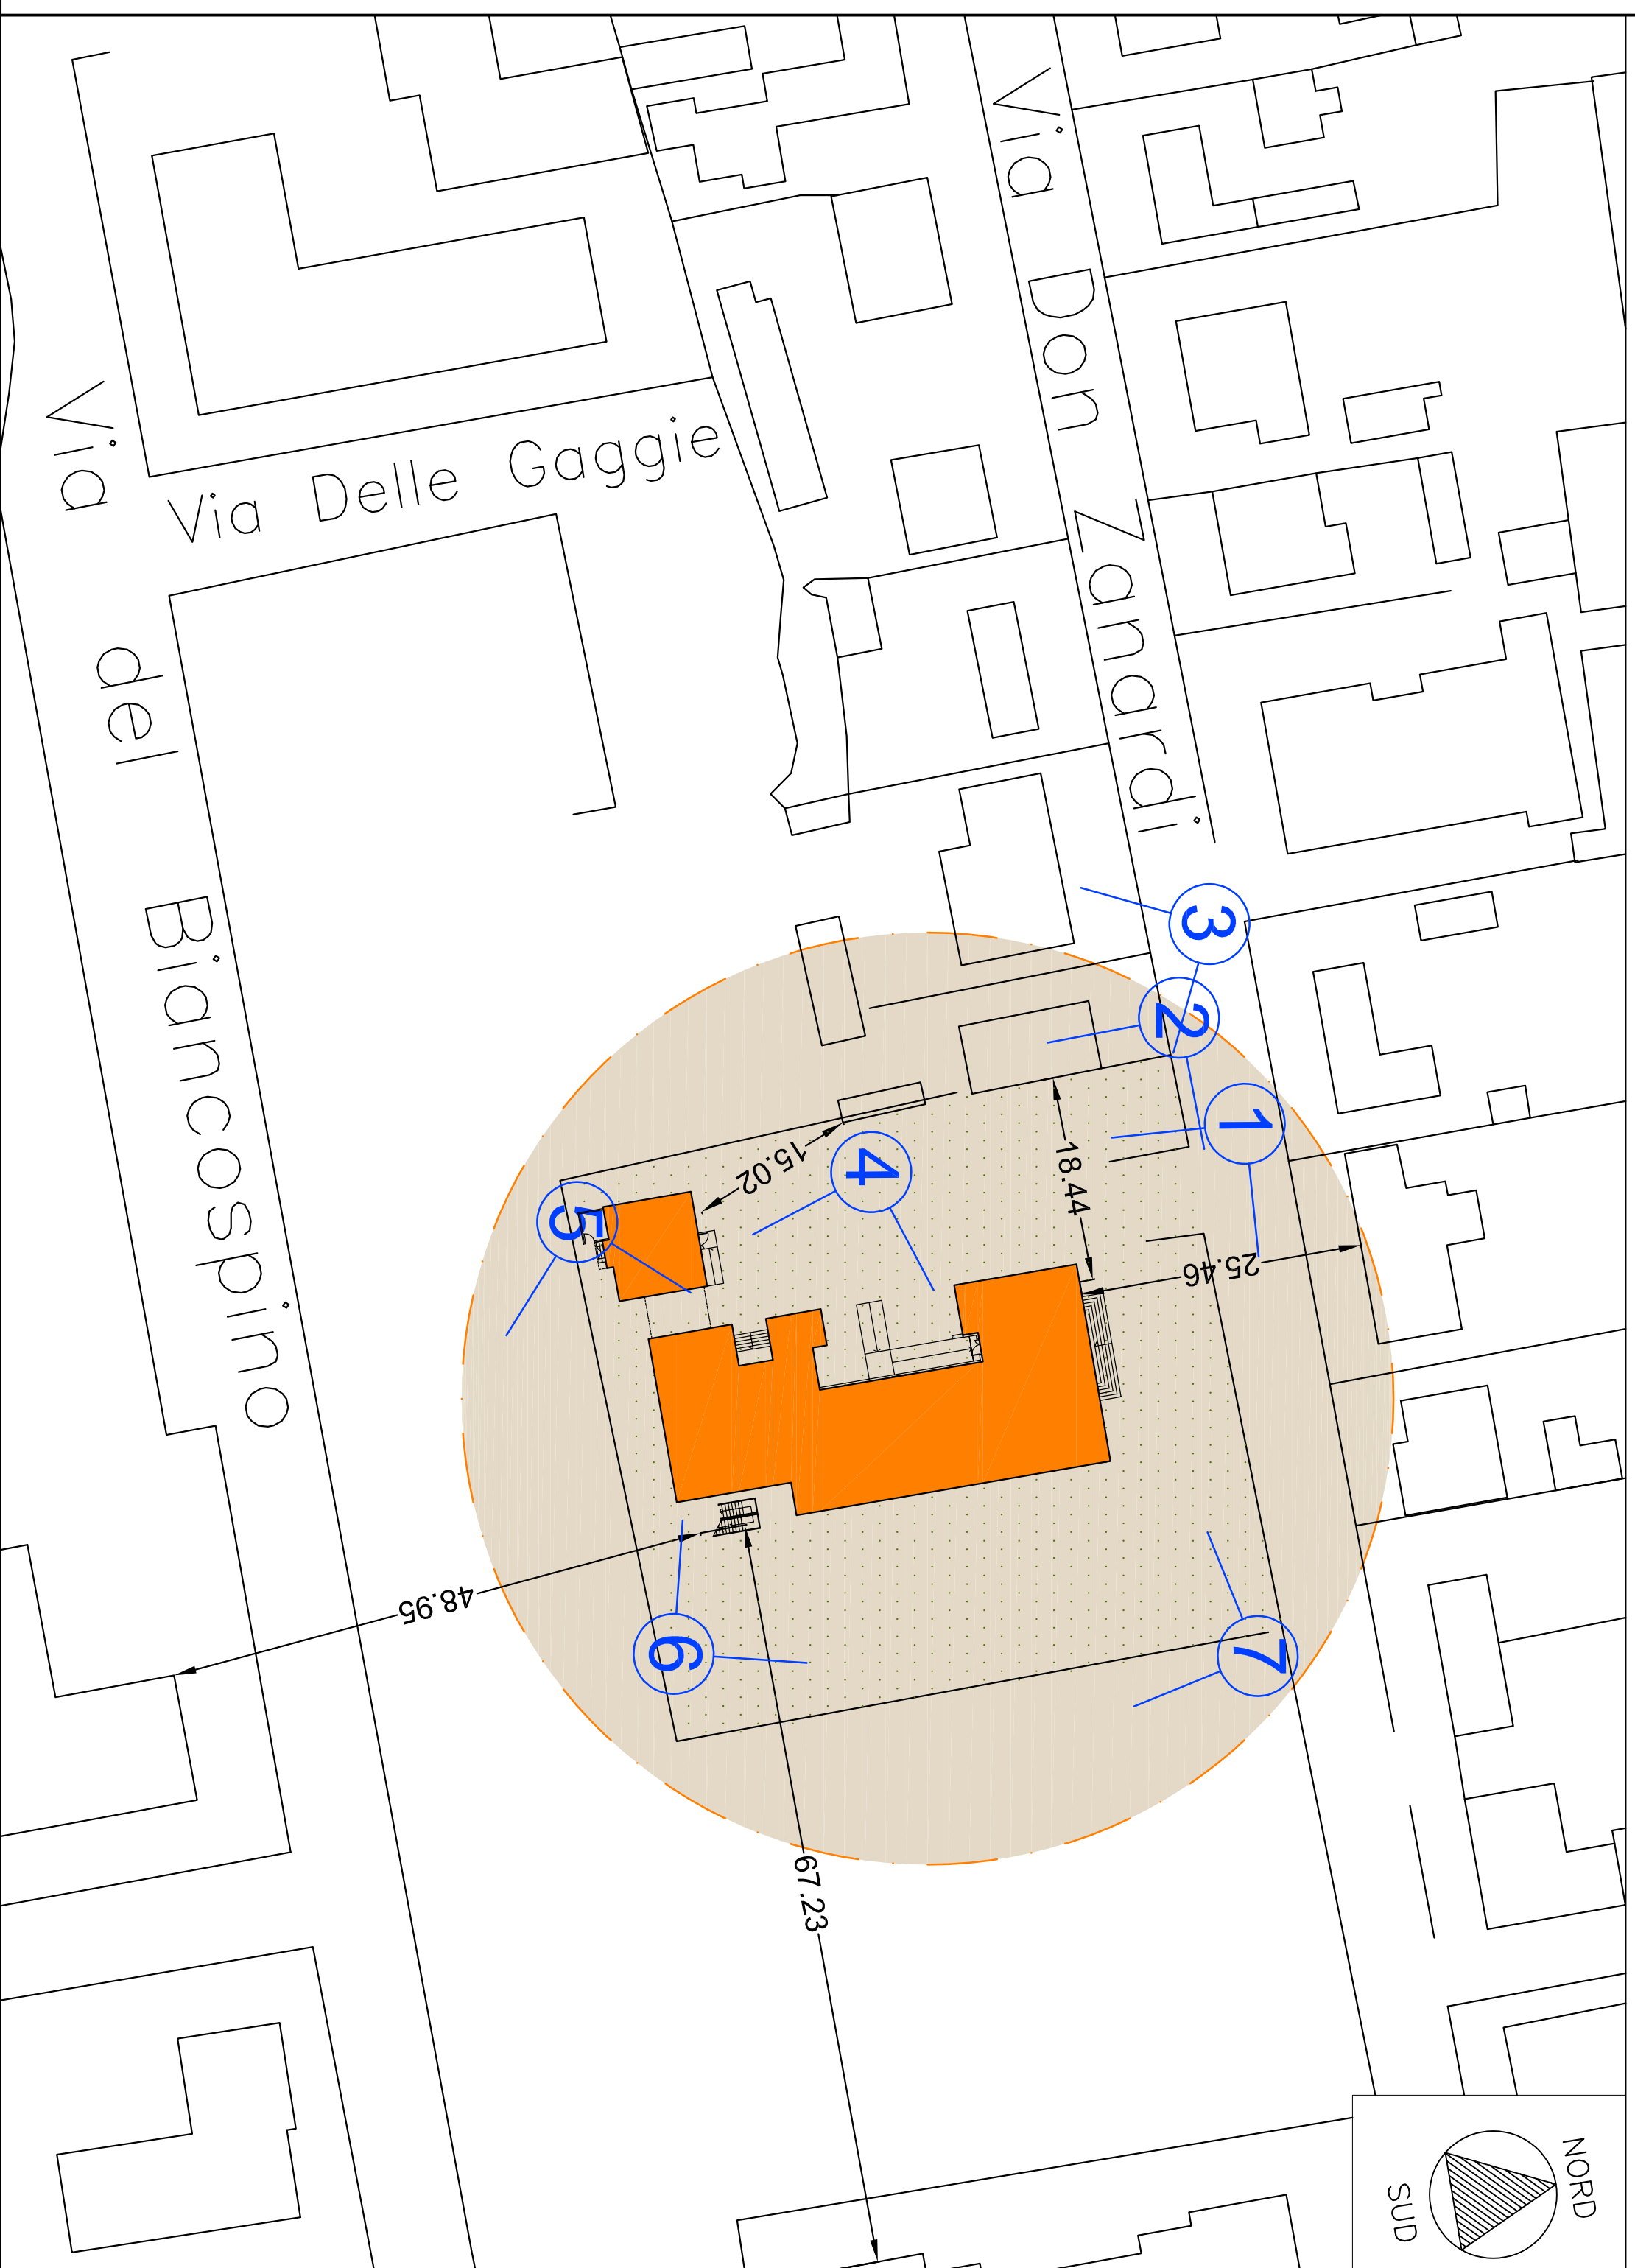 Via Don Zanardi
Via Delle Gaggie
Via del Biancospino
3
2
1
4
5
15.02
18.44
25.46
48.95
6
7
67.23
NORD
SUD